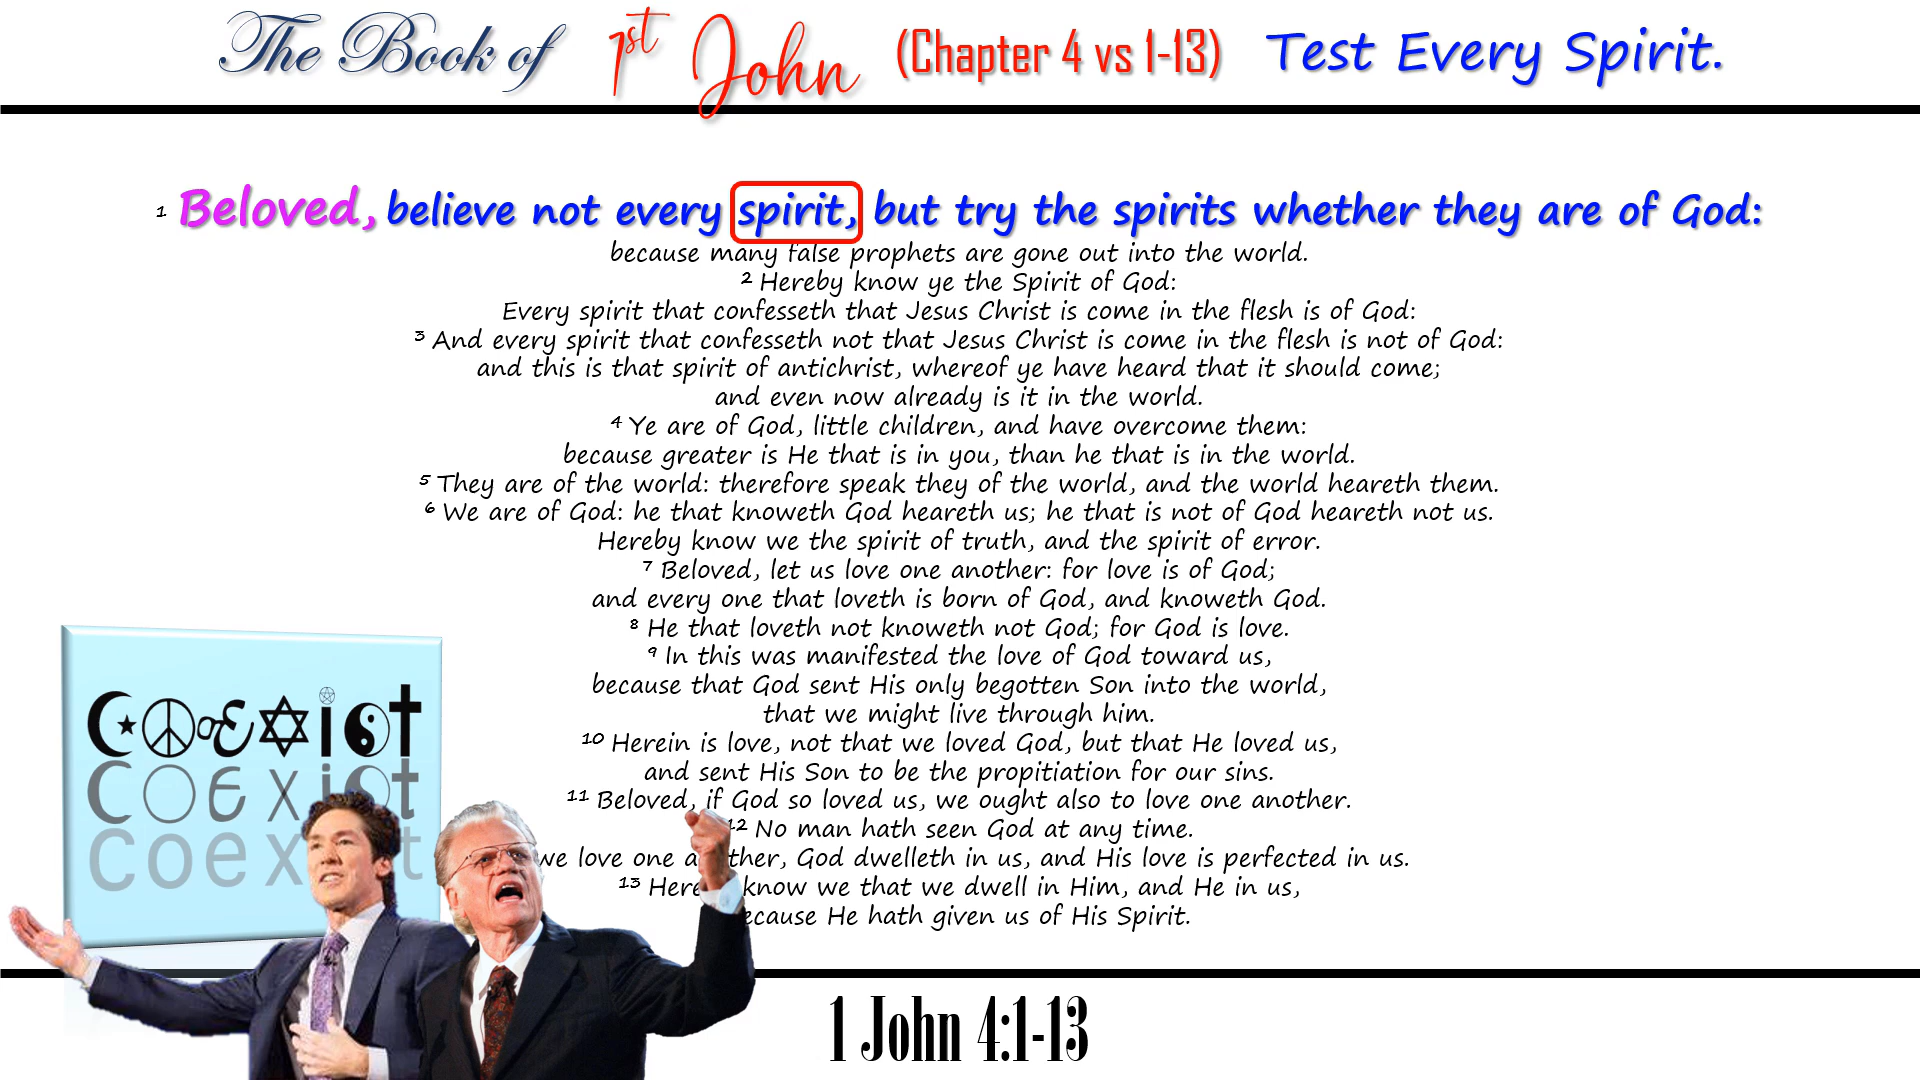 The Book of 1st John (Chapter 4 vs 1-13) Test Every Spirit.
1 Beloved, believe not every spirit, but try the spirits whether they are of God:
because many false prophets are gone out into the world.
2 Hereby know ye the Spirit of God:
Every spirit that confesseth that Jesus Christ is come in the flesh is of God:
3 And every spirit that confesseth not that Jesus Christ is come in the flesh is not of God:
and this is that spirit of antichrist, whereof ye have heard that it should come;
and even now already is it in the world.
4 Ye are of God, little children, and have overcome them:
because greater is He that is in you, than he that is in the world.
5 They are of the world: therefore speak they of the world, and the world heareth them.
6 We are of God: he that knoweth God heareth us; he that is not of God heareth not us.
Hereby know we the spirit of truth, and the spirit of error.
7 Beloved, let us love one another: for love is of God;
and every one that loveth is born of God, and knoweth God.
8 He that loveth not knoweth not God; for God is love.
9 In this was manifested the love of God toward us,
because that God sent His only begotten Son into the world,
that we might live through him.
10 Herein is love, not that we loved God, but that He loved us,
and sent His Son to be the propitiation for our sins.
11 Beloved, if God so loved us, we ought also to love one another.
12 No man hath seen God at any time.
we love one another, God dwelleth in us, and His love is perfected in us.
13 know we that we dwell in Him, and He in us,
He hath given us of His Spirit.
coexist
coexist
coexist
1 John 4:1-13